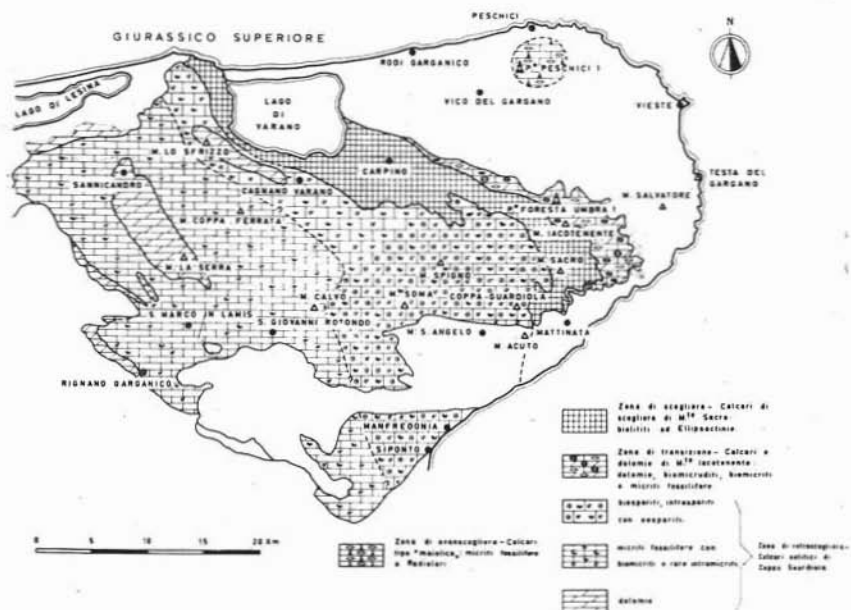 GIURASSICO SUPERIORE
PESCHICI
N
RODI GARGANICO
Pzo PESCHICI 1
LAGO DI LESINA
LAGO
DI
VARANO
VICO DEL GARGANO
VIESTE
M. LO SFRIZZO
CARPINO
TESTA DEL
GARGANO
SANNICANDRO
CAGNANO VARANO
FORESTA UMBRA 1
M. SALVATORE
M. COPPA FERRATA
M. IACOTENENTE
M. LA SERRA
M. SPIGNO
M. SACRO
M. CALVO
COPPA GUARDIOLA
S. MARCO IN LAMIS
S. GIOVANNI ROTONDO
M. S. ANGELO
MATTINATA
M. ACUTO
RIGNANO GARGANICO
MANFREDONIA
SIPONTO
Zona di scogliera - Calcari di
scogliera di M.te Sacro
biolititi ad Ellipsactinie.
Zona di transizione - Calcari e
dolomie di M.te Iacotenente:
dolomie, biomicruditi, biomicriti
e micriti fossilifere.
biospariti, intraspariti
con oospariti.
micriti fossilifere con
biomicriti e rare intramicriti
dolomie
Zona di retroscogliera -
Calcari oolitici di
Coppa Guardiola.
Zona di avanscogliera - Calcari
tipo "maiolica": micriti fossilifere
a Radiolari
0 5 10 15 20 Km